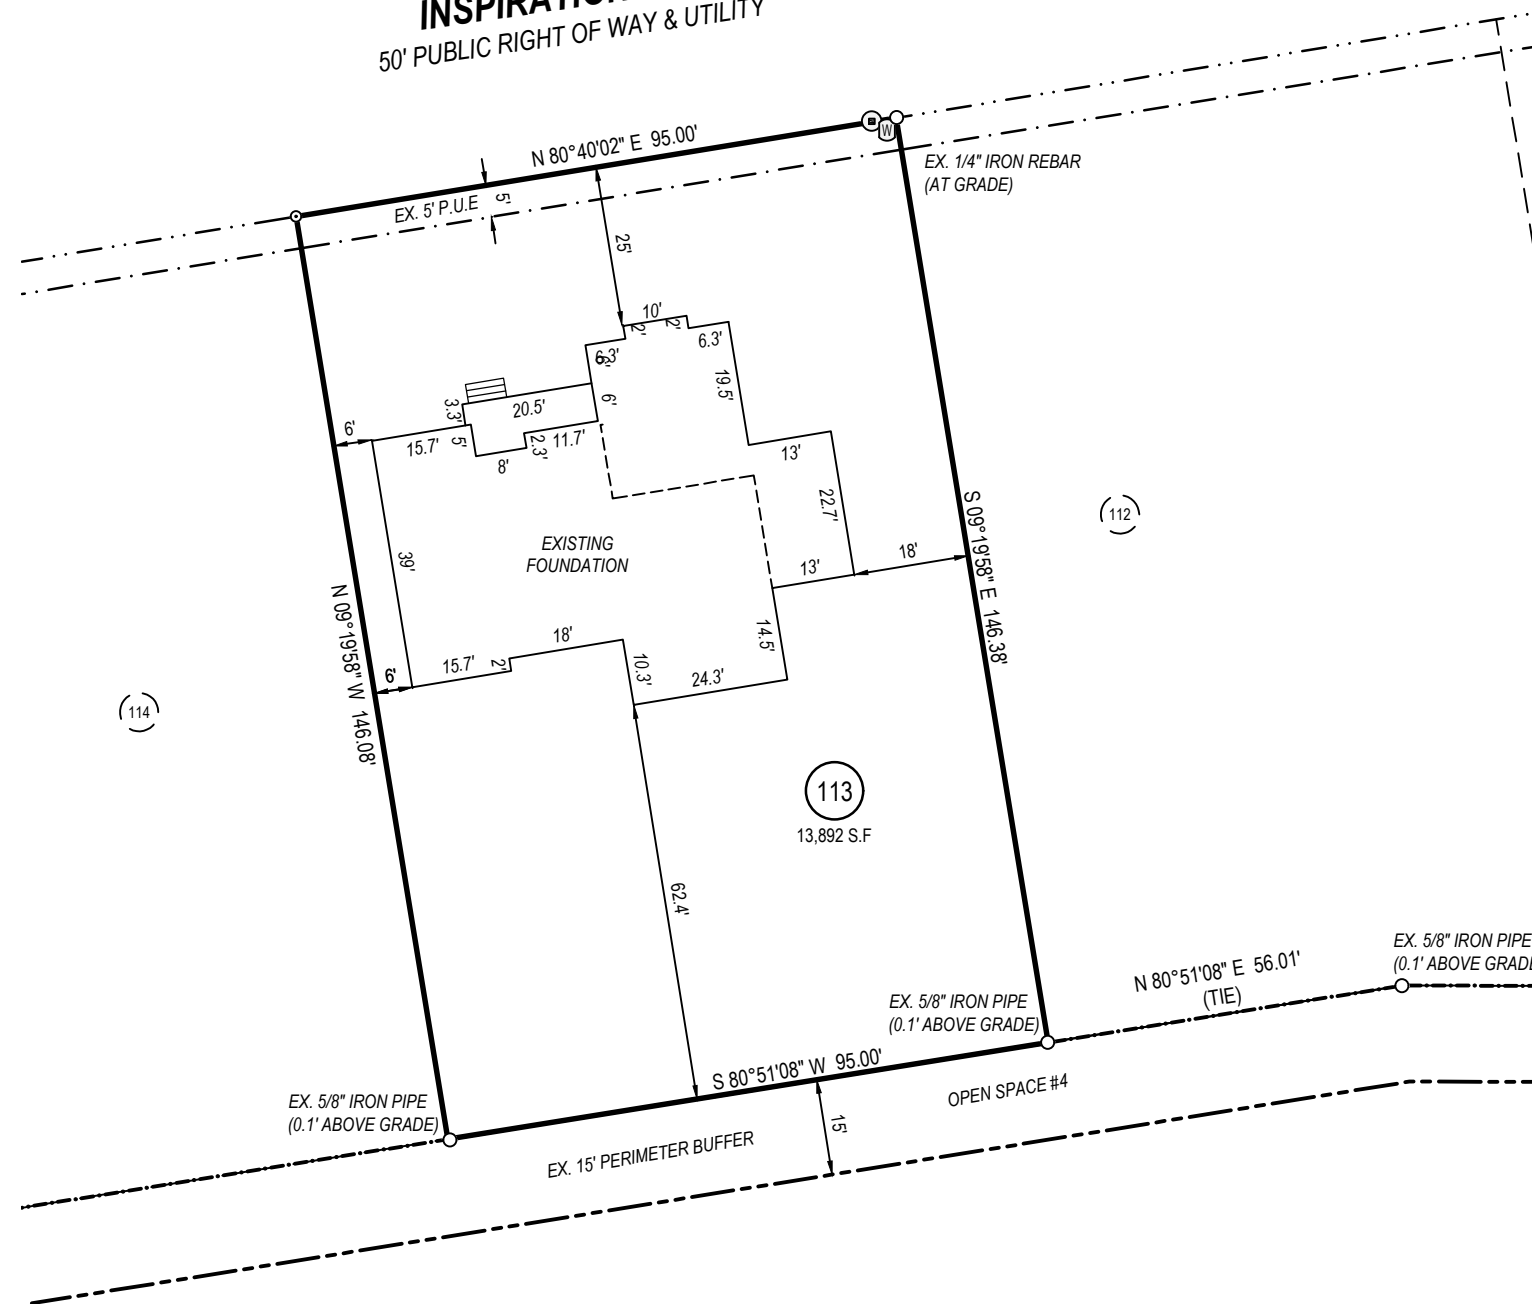 INSPIRATION
50' PUBLIC RIGHT OF WAY & UTILITY
N 80°40'02" E 95.00'
W
EX. 1/4" IRON REBAR
(AT GRADE)
EX. 5' P.U.E
5'
25'
10'
2'
2'
6.3'
6.3'
6'
6'
19.5'
3.3'
20.5'
6'
15.7'
5'
8'
2.3'
11.7'
13'
22.7'
S 09°19'58" E 146.38'
112
EXISTING
FOUNDATION
39'
18'
13'
N 09°19'58" W 146.08'
18'
14.5'
6'
15.7'
2'
10.3'
24.3'
114
113
13,892 S.F
62.4'
EX. 5/8" IRON PIPE
(0.1' ABOVE GRADE
N 80°51'08" E 56.01'
(TIE)
EX. 5/8" IRON PIPE
(0.1' ABOVE GRADE)
S 80°51'08" W 95.00'
OPEN SPACE #4
EX. 5/8" IRON PIPE
(0.1' ABOVE GRADE)
15'
EX. 15' PERIMETER BUFFER